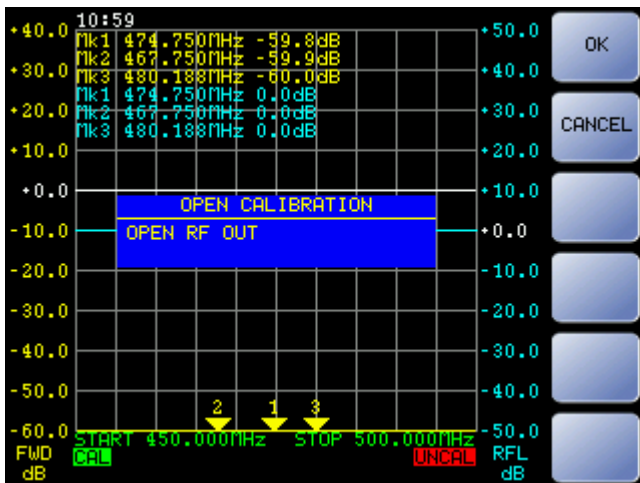 10:59
Mk1 474.750MHz -59.8dB
Mk2 467.750MHz -59.9dB
Mk3 480.188MHz -60.0dB
Mk1 474.750MHz 0.0dB
Mk2 467.750MHz 0.0dB
Mk3 480.188MHz 0.0dB
+40.0
+30.0
+20.0
+10.0
+0.0
-10.0
-20.0
-30.0
-40.0
-50.0
-60.0
FWD
dB
OPEN CALIBRATION
OPEN RF OUT
2 1 3
START 450.000MHz STOP 500.000MHz
CAL
UNCAL
+50.0
+40.0
+30.0
+20.0
+10.0
+0.0
-10.0
-20.0
-30.0
-40.0
-50.0
RFL
dB
OK
CANCEL